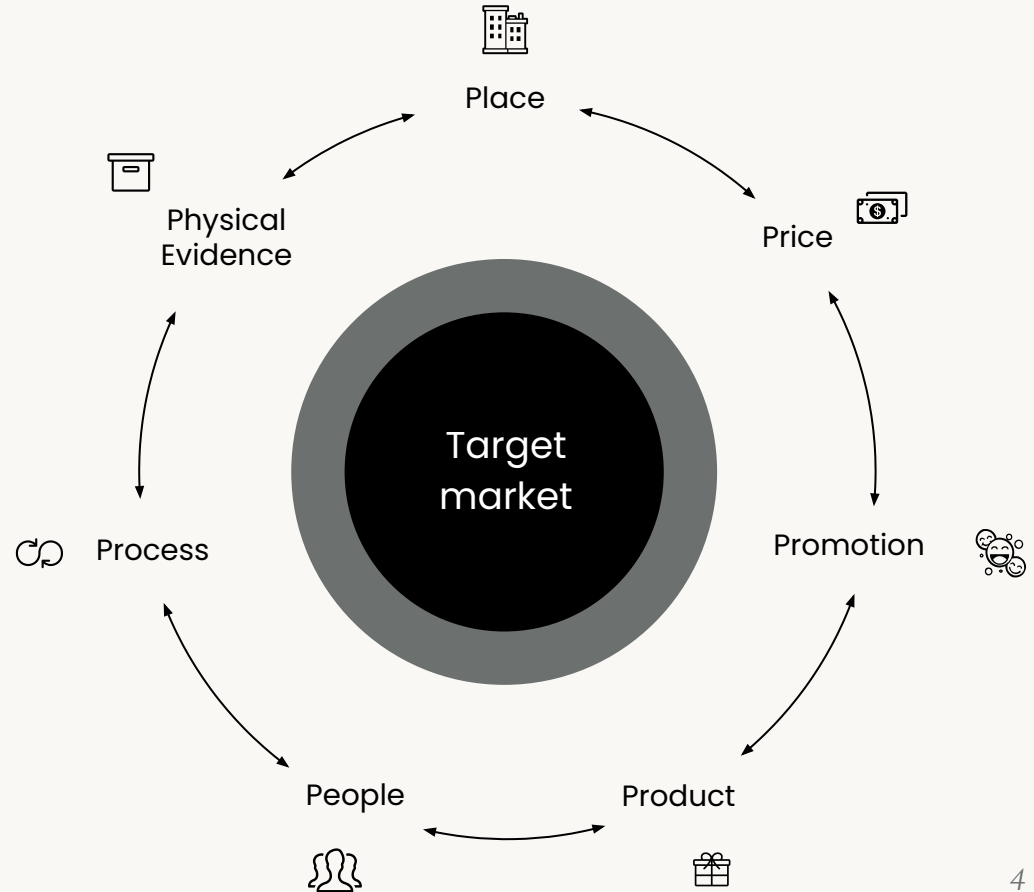 Place
Physical
Evidence
Price
Target
market
Process
Promotion
People
Product
4